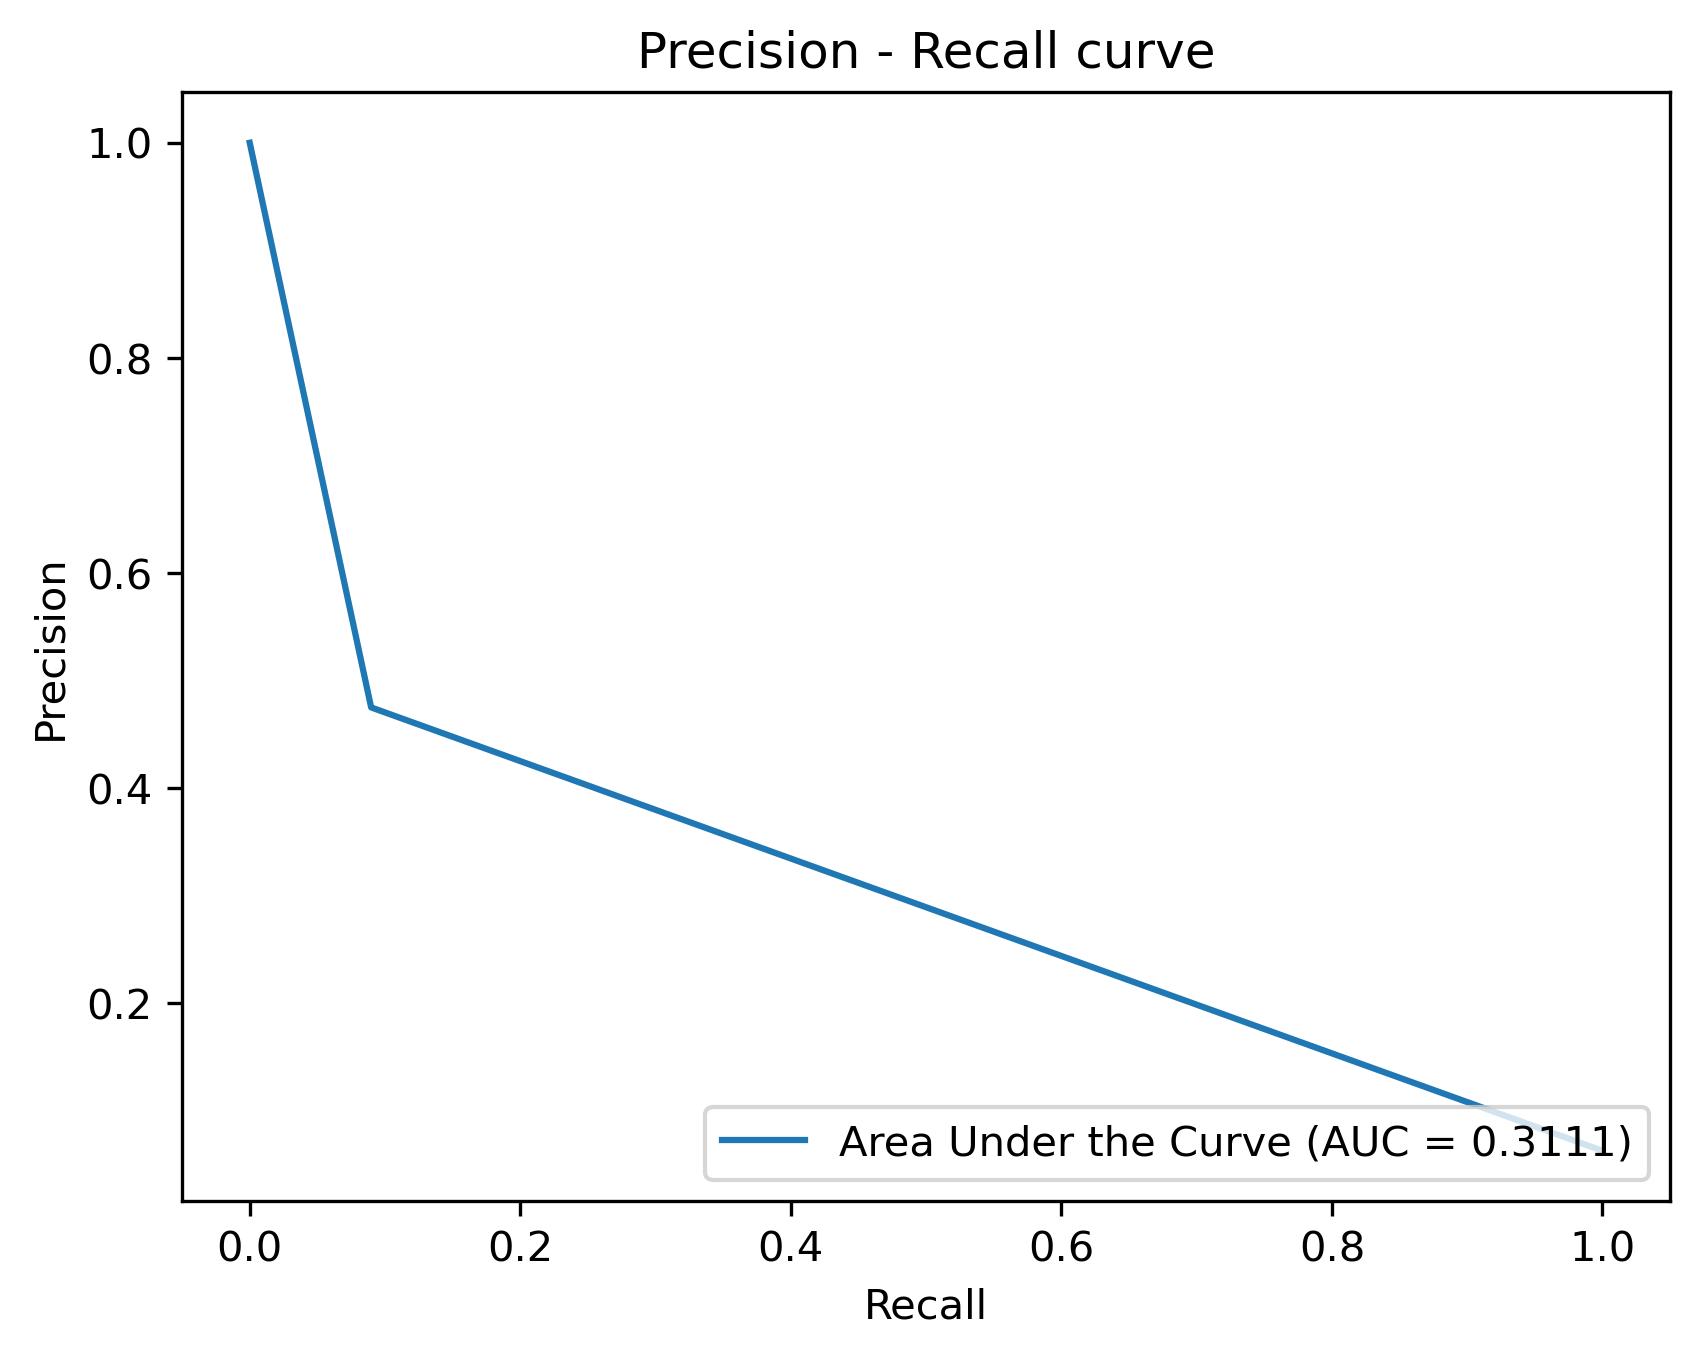 Precision - Recall curve
1.0
0.8
0.6
0.4
0.2
Precision
Area Under the Curve (AUC = 0.3111)
0.0 0.2 0.4 0.6 0.8 1.0
Recall